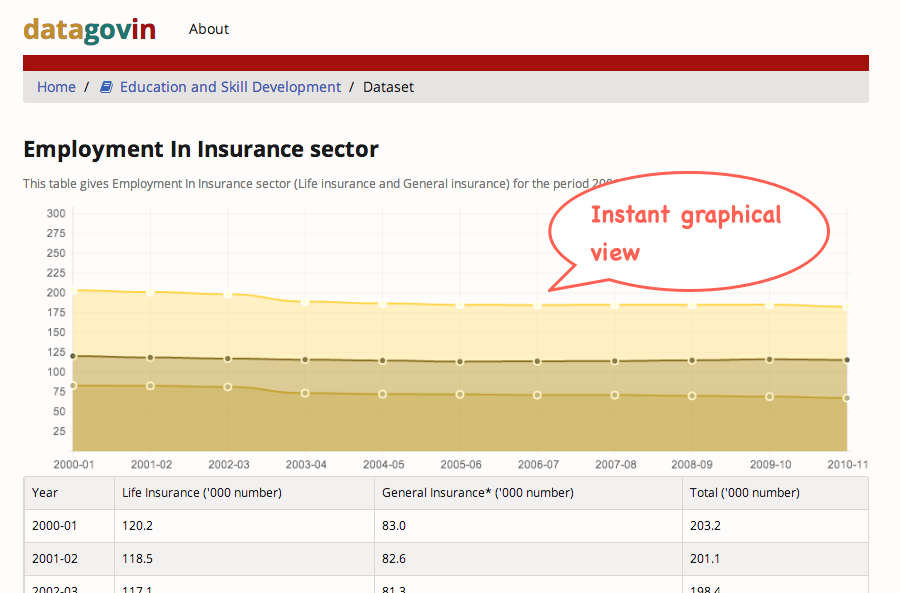 datagovin About
Home / Education and Skill Development / Dataset
Employment In Insurance sector
This table gives Employment In Insurance sector (Life insurance and General insurance) for the period
Instant graphical
view
300
275
250
225
200
175
150
125
100
75
50
25
2000-01 2001-02 2002-03 2003-04 2004-05 2005-06 2006-07 2007-08 2008-09 2009-10 2010-11
Year Life Insurance ('000 number) General Insurance* ('000 number) Total ('000 number)
2000-01 120.2 83.0 203.2
2001-02 118.5 82.6 201.1
2002-03 117.1 81.3 198.4